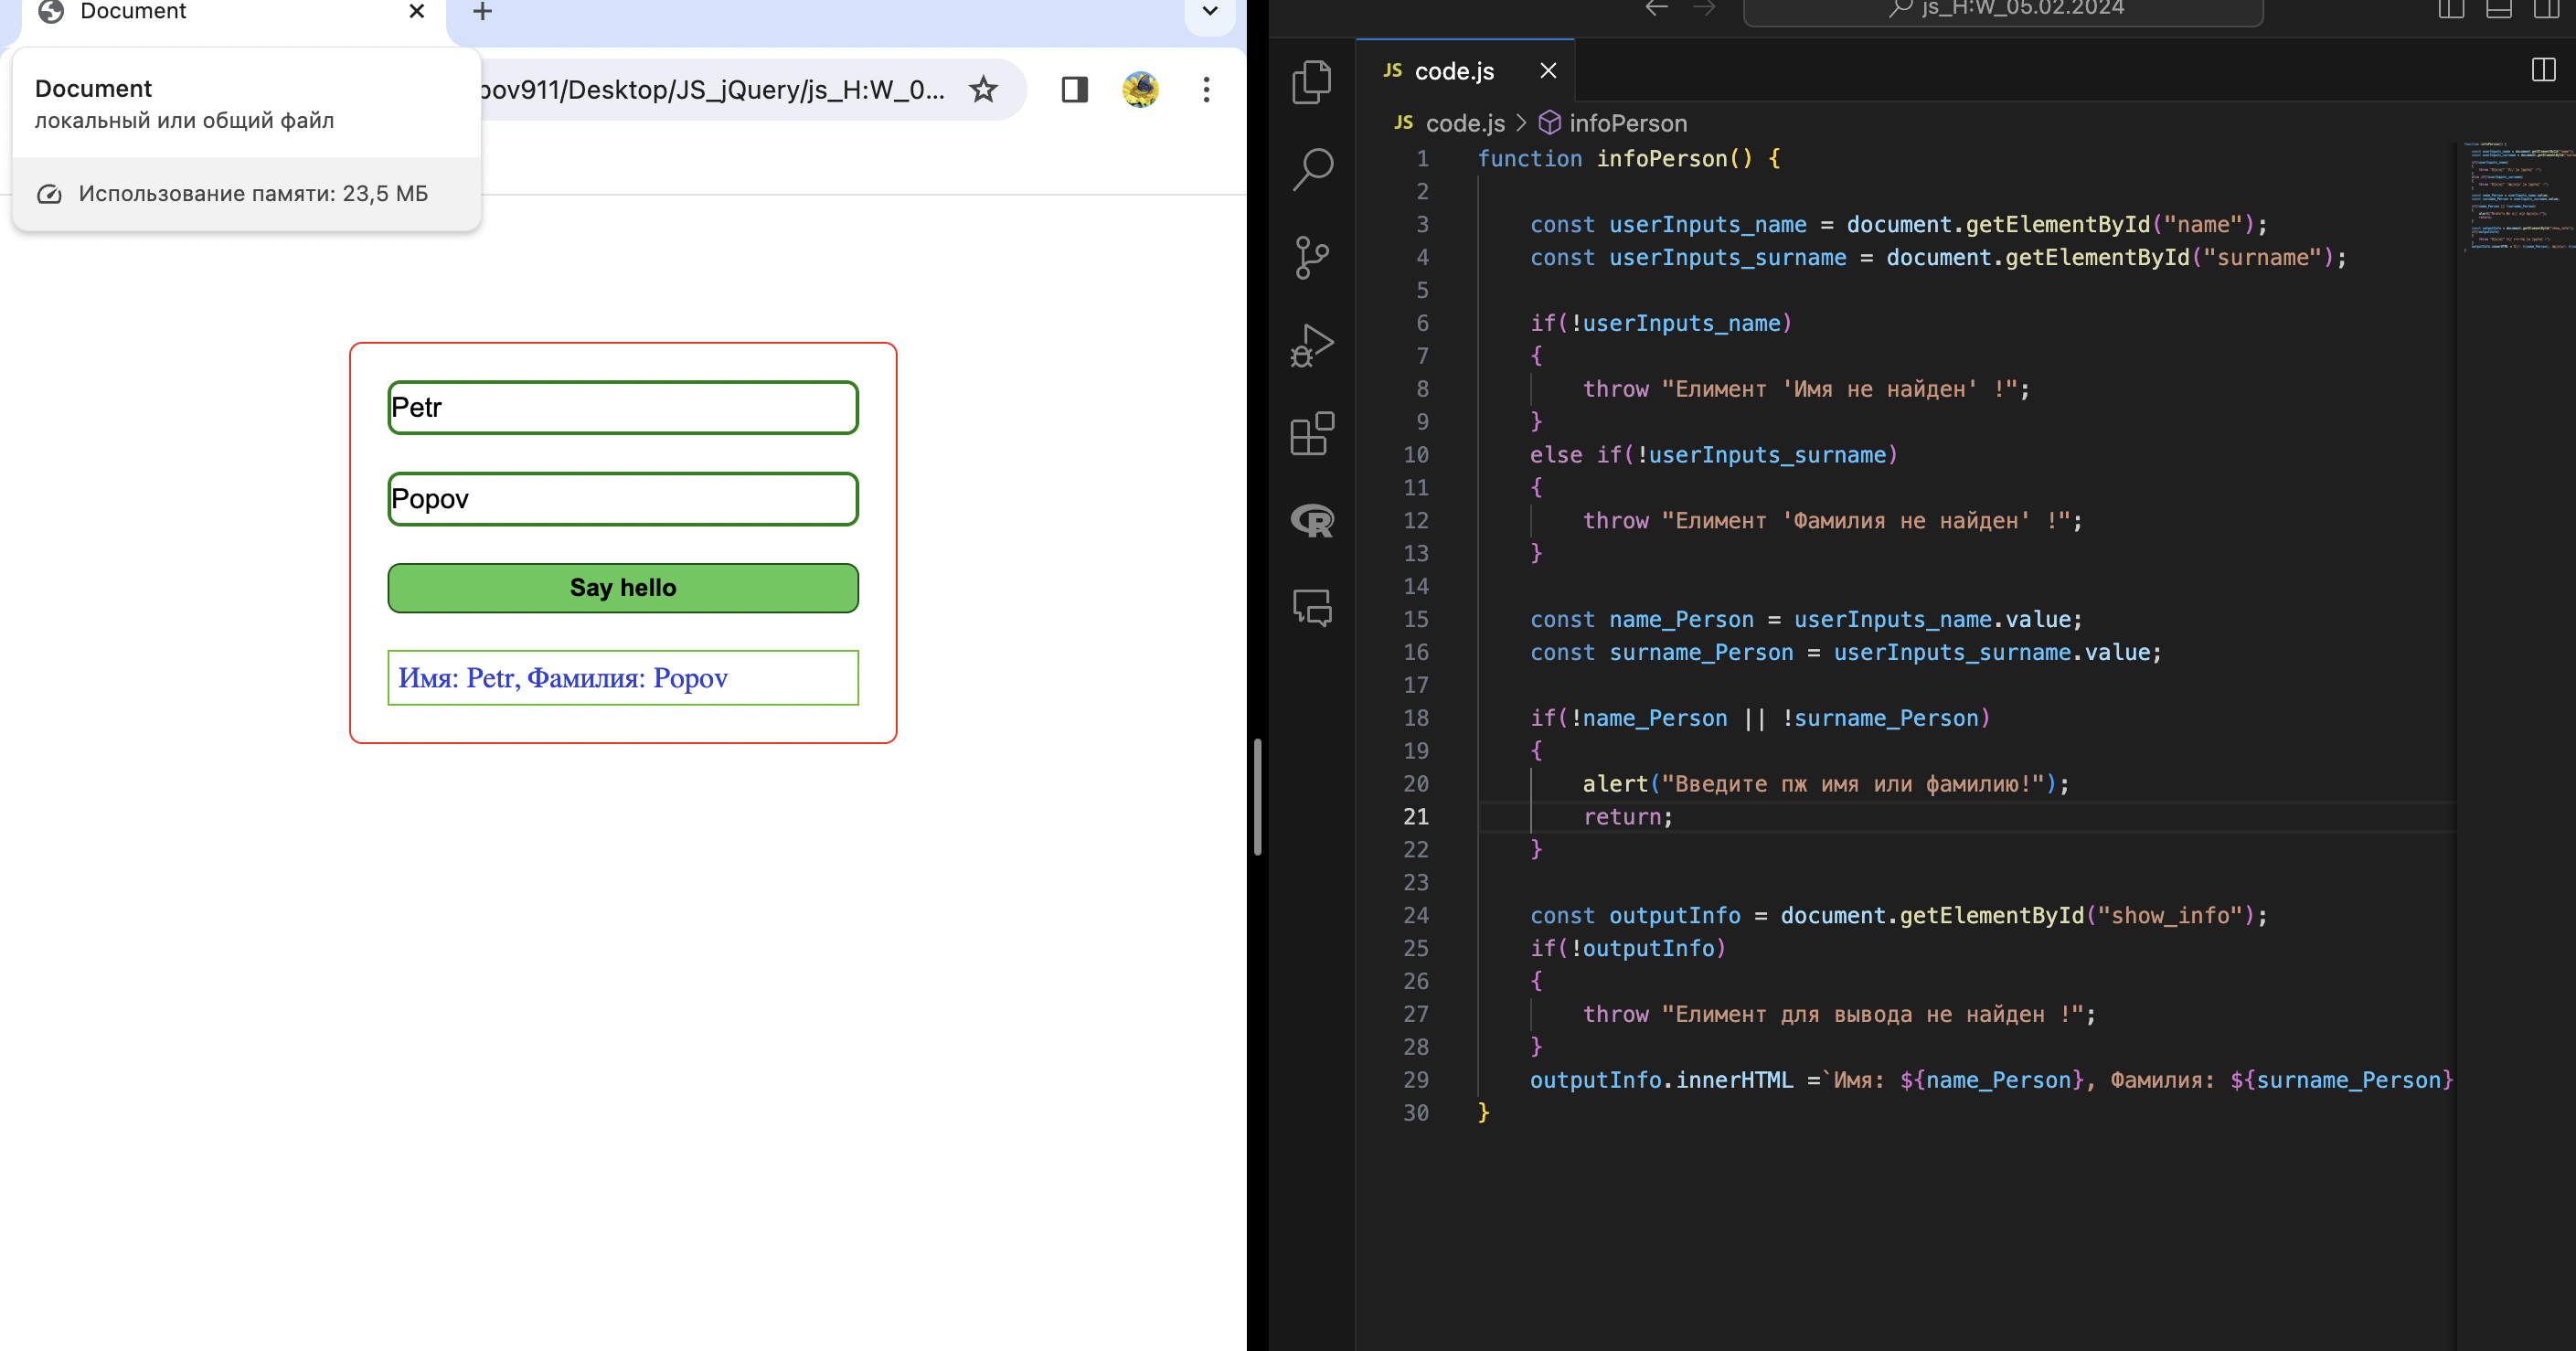 Document
pov911/Desktop/JS_jQuery/js_H:W_0...
Document
локальный или общий файл
Использование памяти: 23,5 МБ
Petr
Popov
Say hello
Имя: Petr, Фамилия: Popov
js_H:W_05.02.2024
JS code.js
JS code.js > infoPerson
1 function infoPerson() {
2
3 const userInputs_name = document.getElementById("name");
4 const userInputs_surname = document.getElementById("surname");
5
6 if(!userInputs_name)
7 {
8 throw "Елимент 'Имя не найден' !";
9 }
10 else if(!userInputs_surname)
11 {
12 throw "Елимент 'Фамилия не найден' !";
13 }
14
15 const name_Person = userInputs_name.value;
16 const surname_Person = userInputs_surname.value;
17
18 if(!name_Person || !surname_Person)
19 {
20 alert("Введите пж имя или фамилию!");
21 return;
22 }
23
24 const outputInfo = document.getElementById("show_info");
25 if(!outputInfo)
26 {
27 throw "Елимент для вывода не найден !";
28 }
29 outputInfo.innerHTML =`Имя: ${name_Person}, Фамилия: ${surname_Person}
30 }